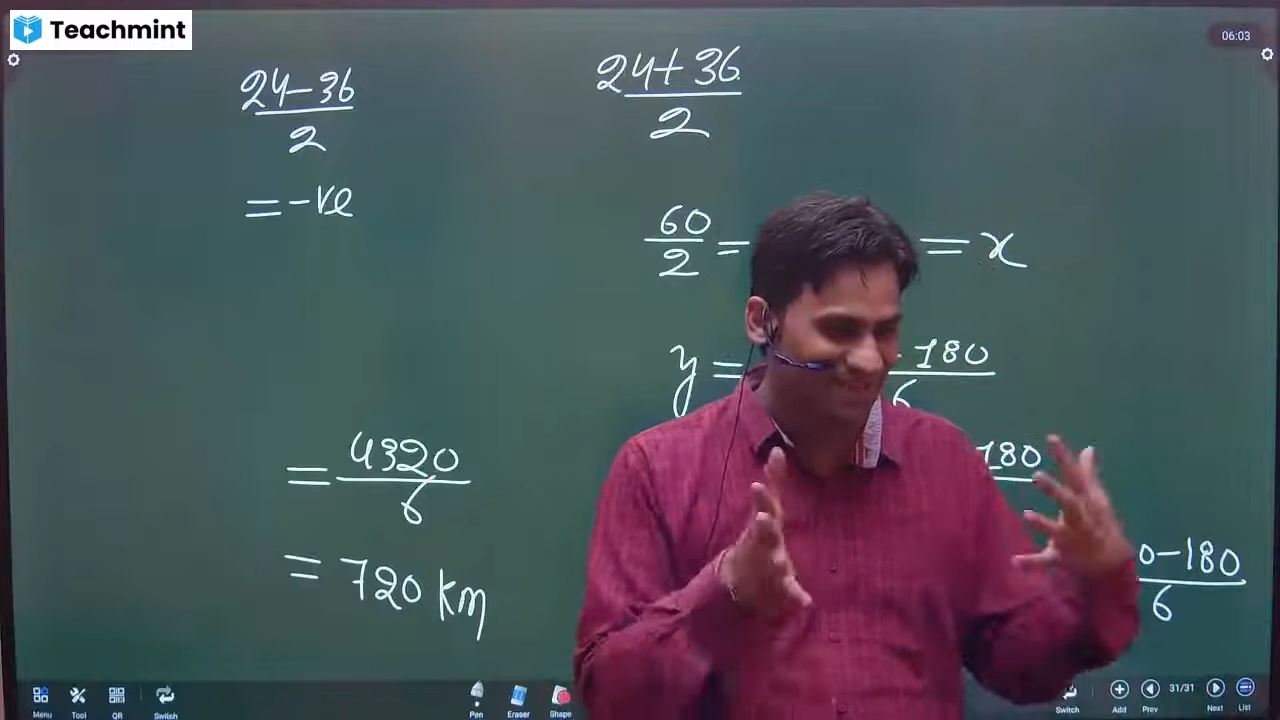 Teachmint
06:03
24-36
2
= -ve
24+36
2
60
2
=
= x
y =
- 180
6
180
= 4320
6
= 720 km
0-180
6
Menu
Tool
QR
Switch
Pen
Eraser
Shape
Switch
Add
Prev
31/31
Next
List